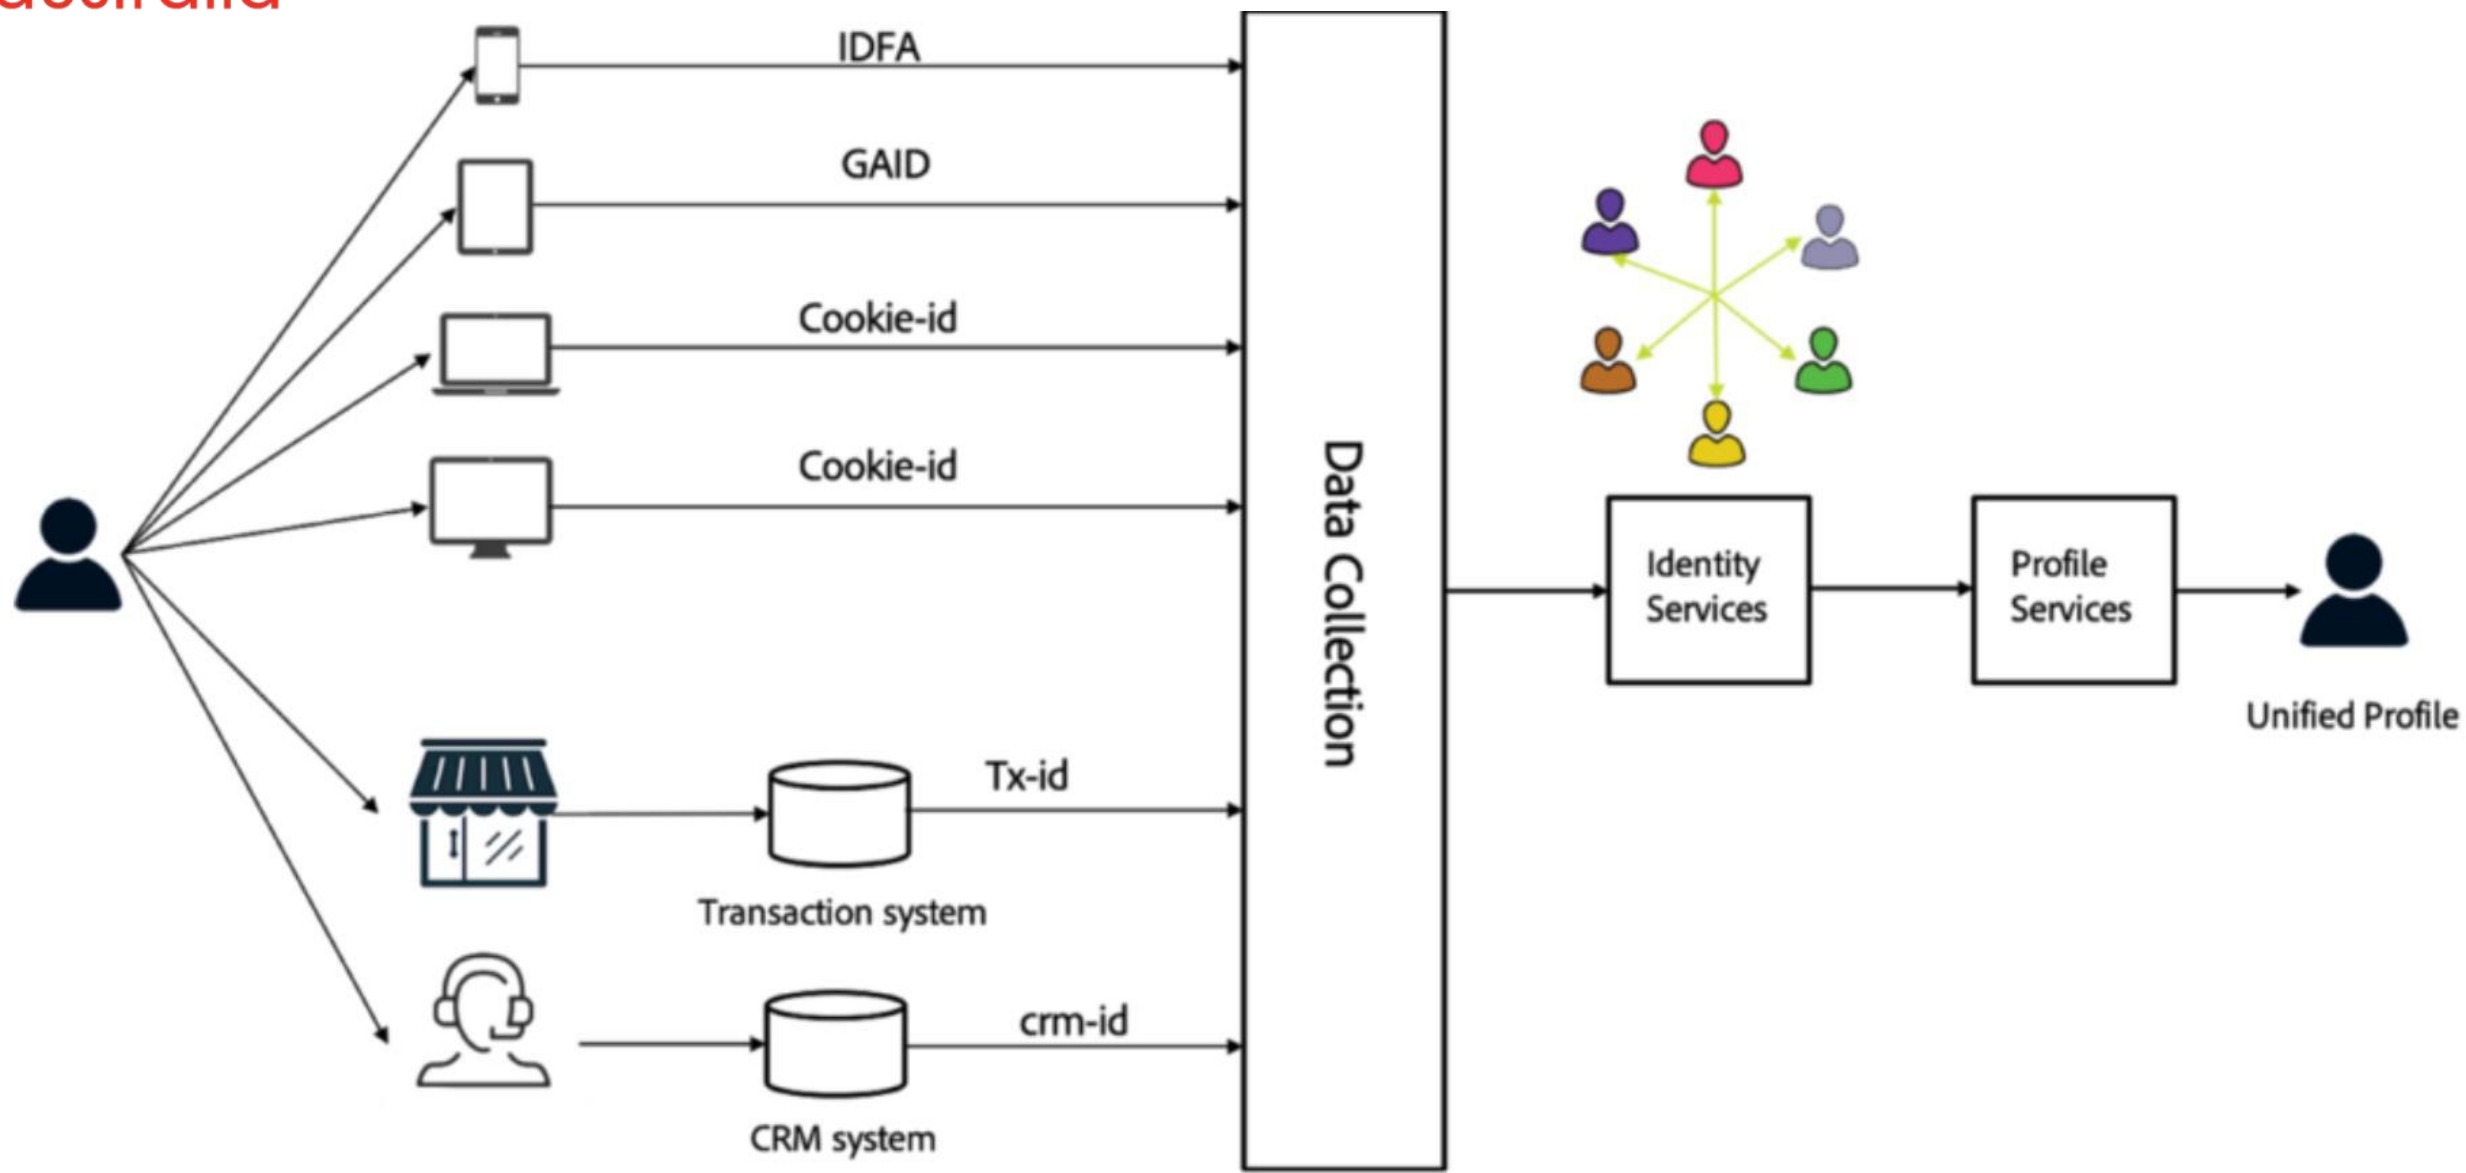 IDFA
GAID
Cookie-id
Cookie-id
Data Collection
Identity
Services
Profile
Services
Unified Profile
Tx-id
Transaction system
crm-id
CRM system